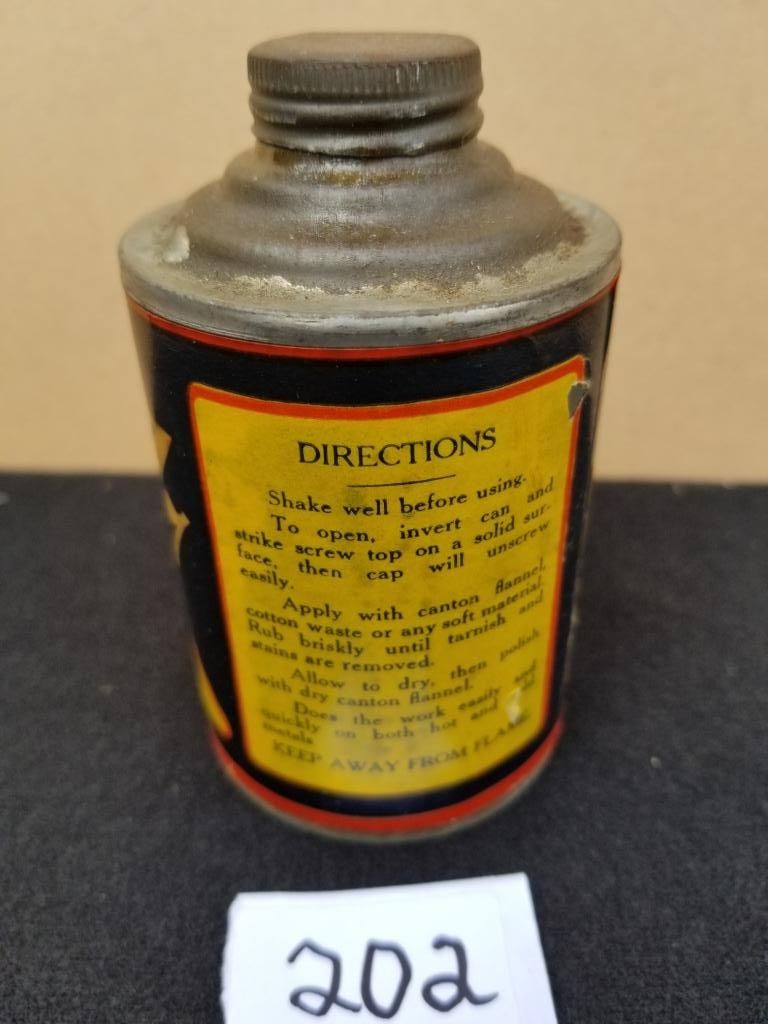 DIRECTIONS
Shake well before using.
To open, invert can and
strike screw top on a solid sur-
face, then cap will unscrew
easily.
Apply with canton flannel,
cotton waste or any soft material.
Rub briskly until tarnish and
stains are removed.
Allow to dry, then polish
with dry canton flannel.
Does the work easily and
quickly on both hot and
metals
KEEP AWAY FROM FLAME.
202